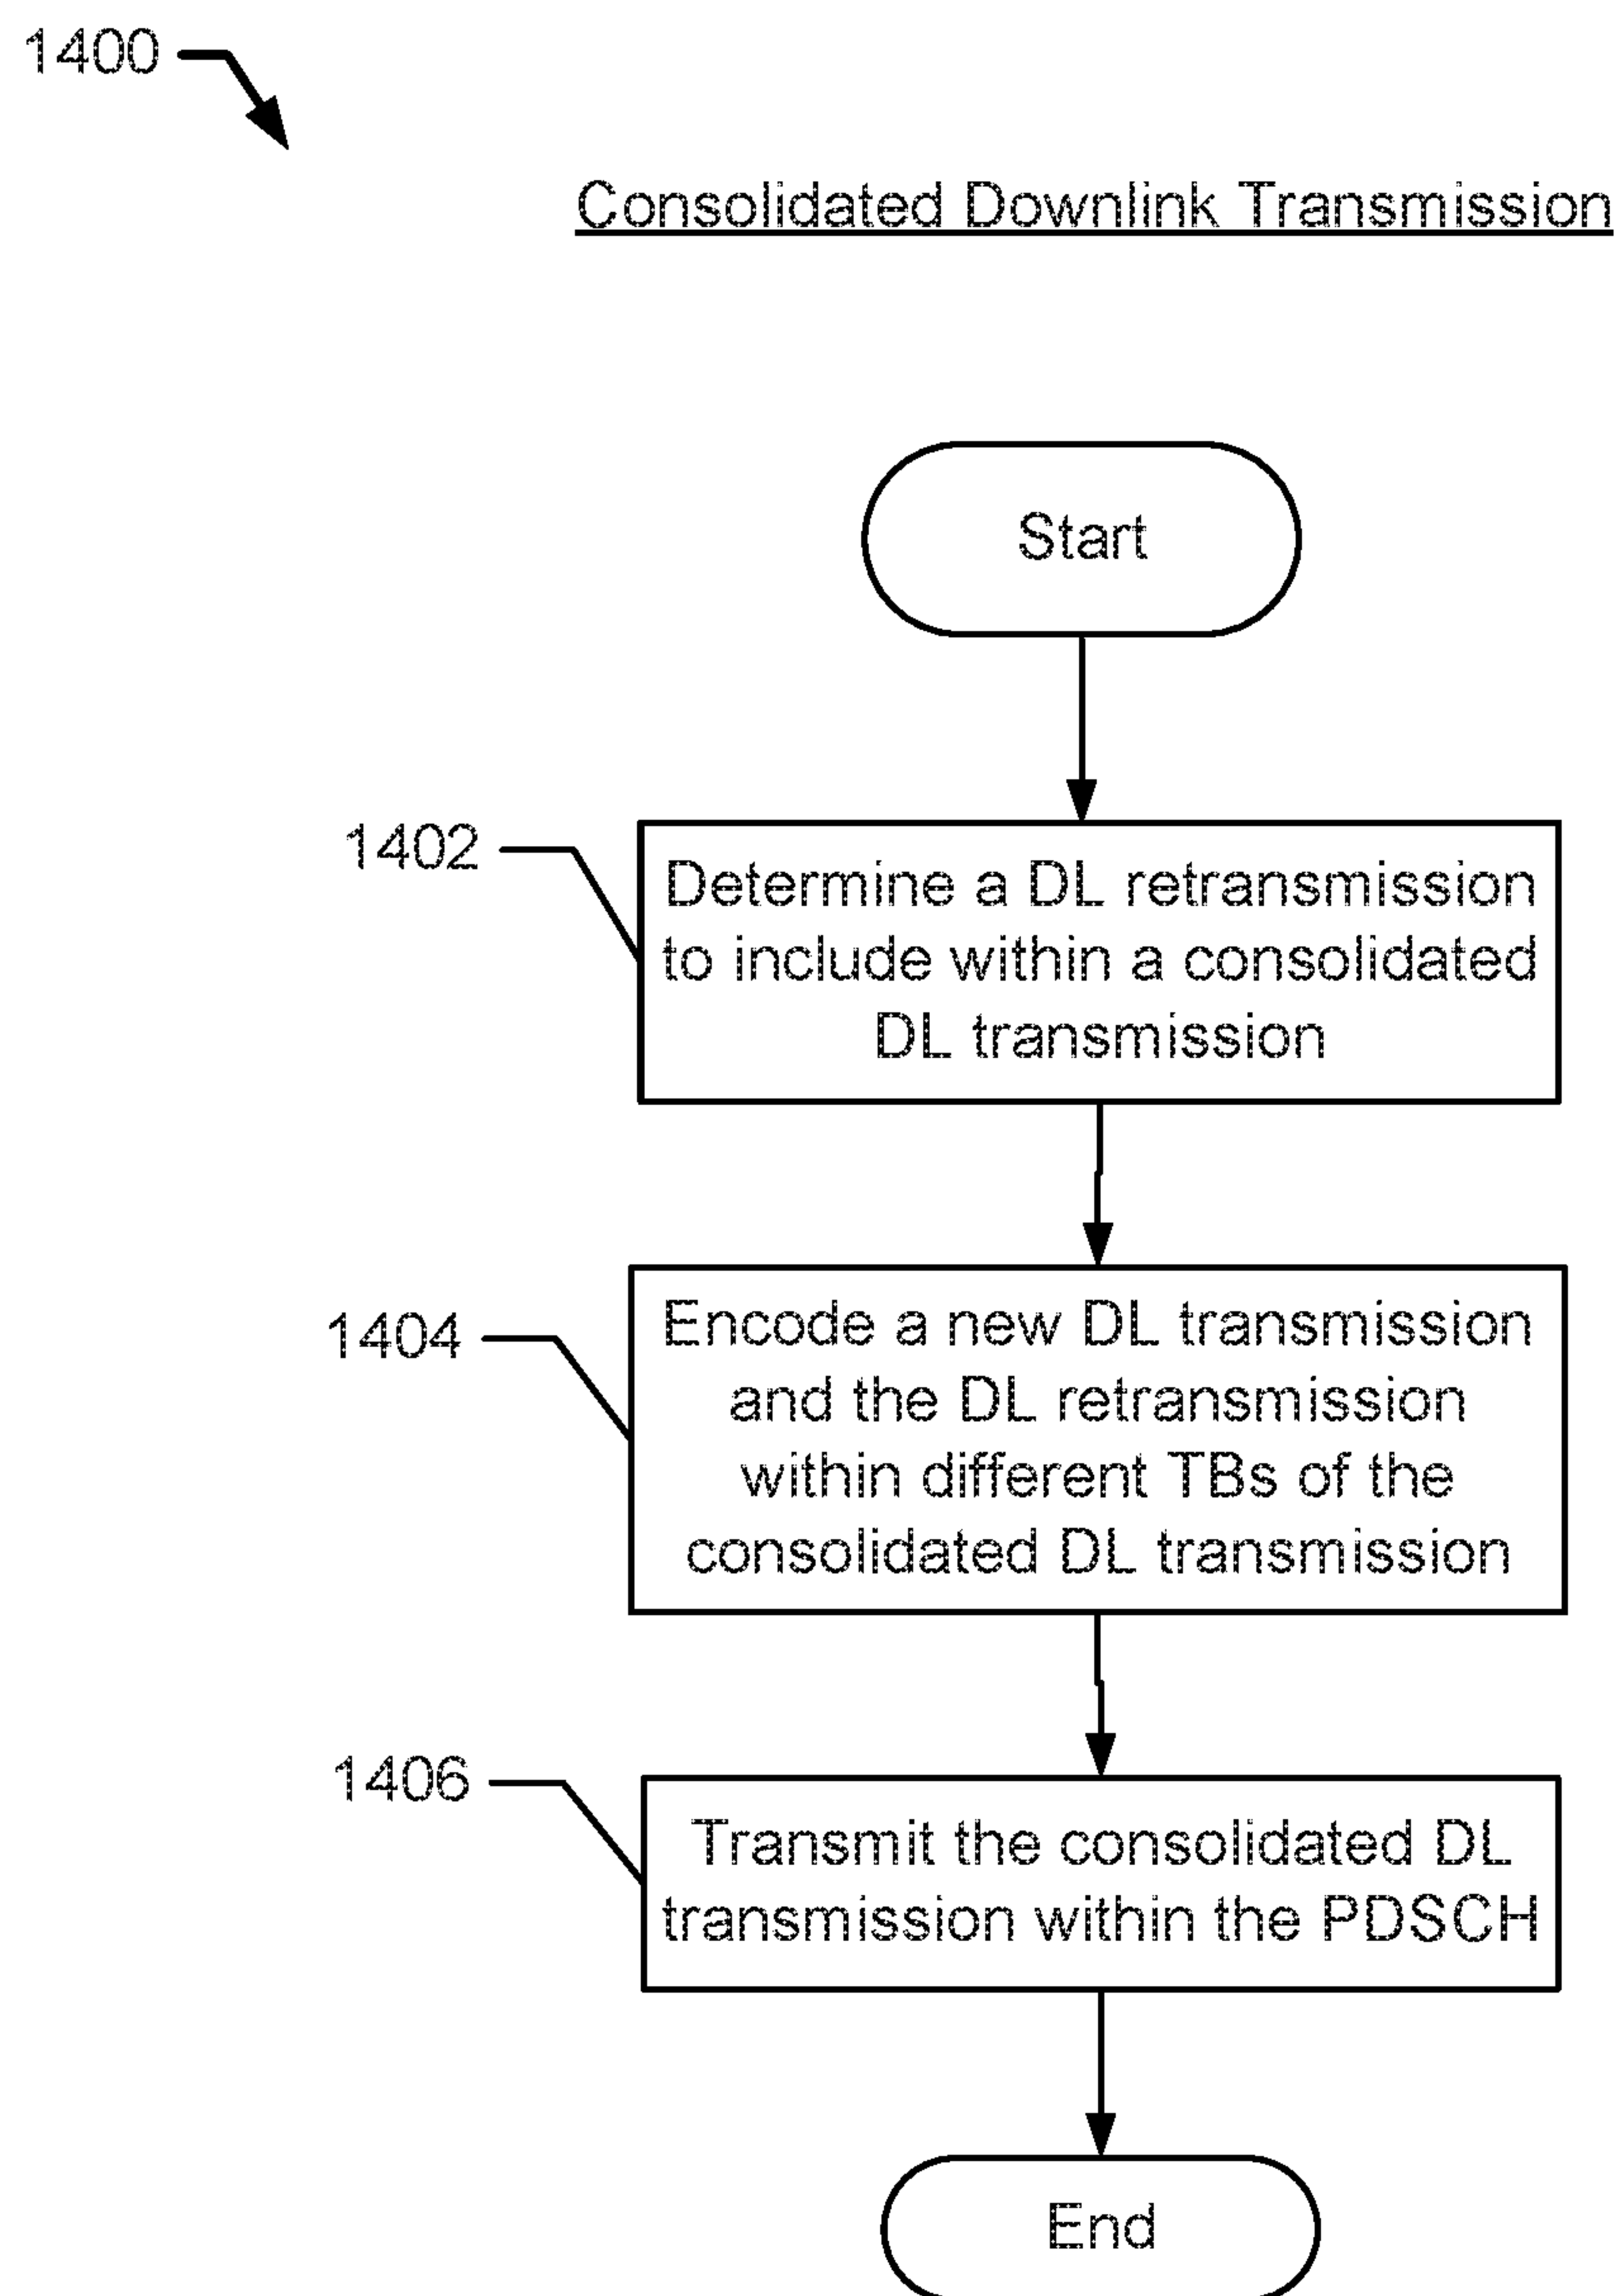 1400
Consolidated Downlink Transmission
Start
1402
Determine a DL retransmission
to include within a consolidated
DL transmission
1404
Encode a new DL transmission
and the DL retransmission
within different TBs of the
consolidated DL transmission
1406
Transmit the consolidated DL
transmission within the PDSCH
End